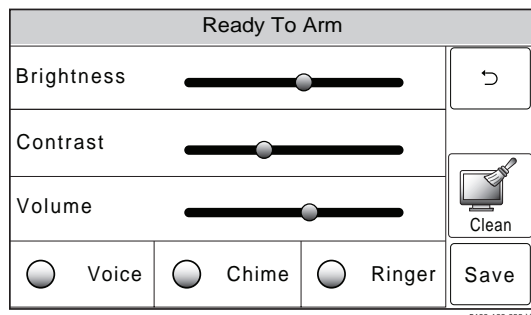 Ready To Arm
Brightness
Contrast
Volume
Clean
Voice
Chime
Ringer
Save